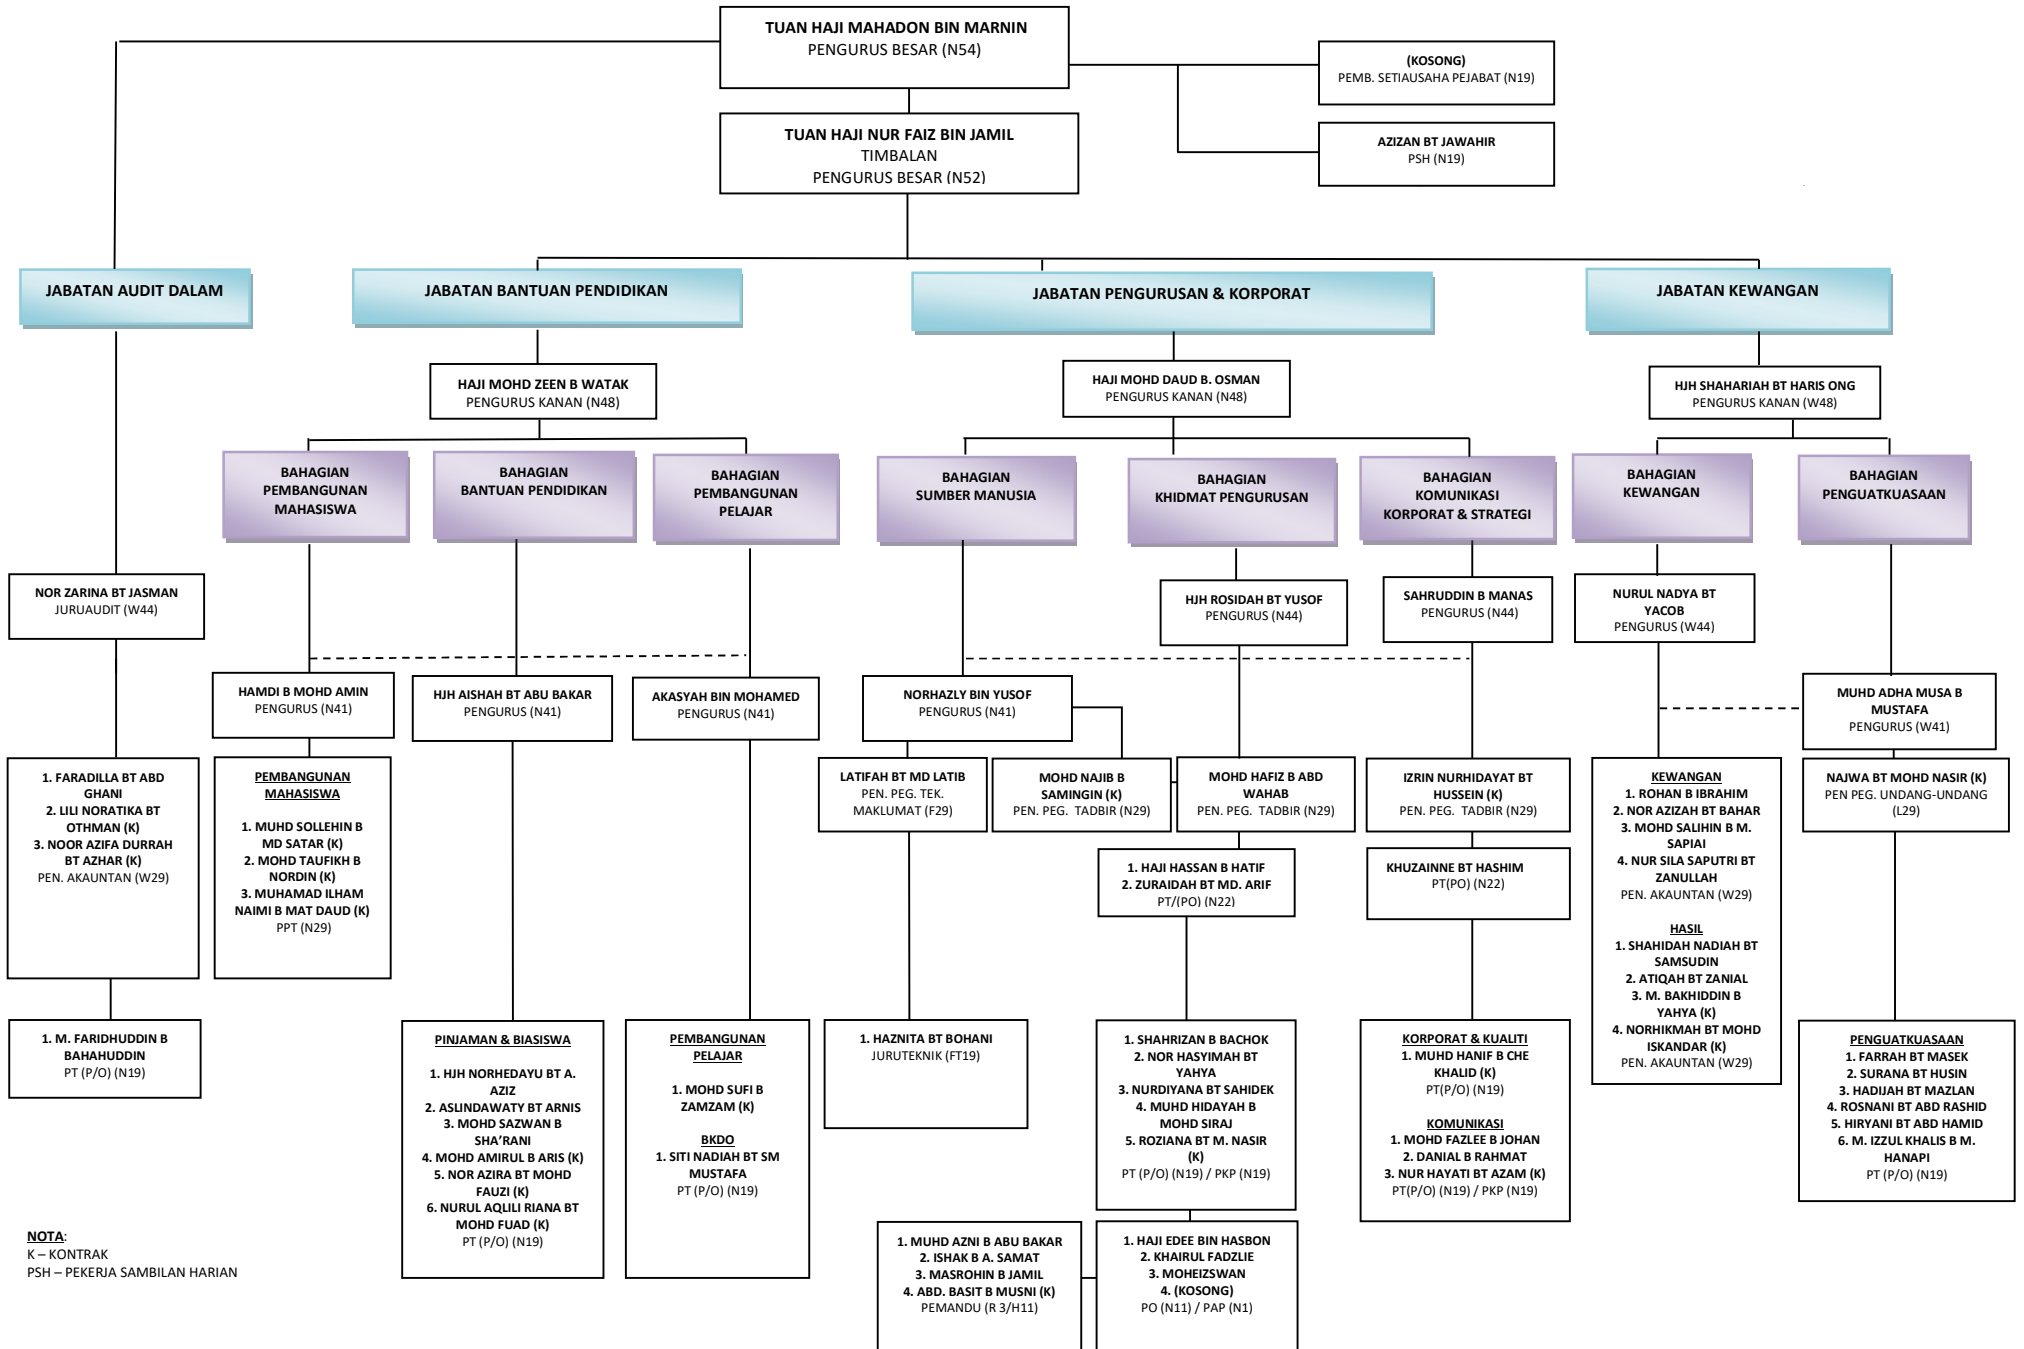 TUAN HAJI MAHADON BIN MARNIN
PENGURUS BESAR (N54)
(KOSONG)
PEMB. SETIAUSAHA PEJABAT (N19)
TUAN HAJI NUR FAIZ BIN JAMIL
TIMBALAN
PENGURUS BESAR (N52)
AZIZAN BT JAWAHIR
PSH (N19)
JABATAN AUDIT DALAM
JABATAN BANTUAN PENDIDIKAN
JABATAN PENGURUSAN & KORPORAT
JABATAN KEWANGAN
HAJI MOHD ZEEN B WATAK
PENGURUS KANAN (N48)
HAJI MOHD DAUD B. OSMAN
PENGURUS KANAN (N48)
HJH SHAHARIAH BT HARIS ONG
PENGURUS KANAN (W48)
BAHAGIAN
PEMBANGUNAN
MAHASISWA
BAHAGIAN
BANTUAN PENDIDIKAN
BAHAGIAN
PEMBANGUNAN
PELAJAR
BAHAGIAN
SUMBER MANUSIA
BAHAGIAN
KHIDMAT PENGURUSAN
BAHAGIAN
KOMUNIKASI
KORPORAT & STRATEGI
BAHAGIAN
KEWANGAN
BAHAGIAN
PENGUATKUASAAN
NOR ZARINA BT JASMAN
JURUAUDIT (W44)
HJH ROSIDAH BT YUSOF
PENGURUS (N44)
SAHRUDDIN B MANAS
PENGURUS (N44)
NURUL NADYA BT
YACOB
PENGURUS (W44)
HAMDI B MOHD AMIN
PENGURUS (N41)
HJH AISHAH BT ABU BAKAR
PENGURUS (N41)
AKASYAH BIN MOHAMED
PENGURUS (N41)
NORHAZLY BIN YUSOF
PENGURUS (N41)
MUHD ADHA MUSA B
MUSTAFA
PENGURUS (W41)
1. FARADILLA BT ABD
GHANI
2. LILI NORATIKA BT
OTHMAN (K)
3. NOOR AZIFA DURRAH
BT AZHAR (K)
PEN. AKAUNTAN (W29)
PEMBANGUNAN
MAHASISWA
1. MUHD SOLLEHIN B
MD SATAR (K)
2. MOHD TAUFIKH B
NORDIN (K)
3. MUHAMAD ILHAM
NAIMI B MAT DAUD (K)
PPT (N29)
LATIFAH BT MD LATIB
PEN. PEG. TEK.
MAKLUMAT (F29)
MOHD NAJIB B
SAMINGIN (K)
PEN. PEG. TADBIR (N29)
MOHD HAFIZ B ABD
WAHAB
PEN. PEG. TADBIR (N29)
IZRIN NURHIDAYAT BT
HUSSEIN (K)
PEN. PEG. TADBIR (N29)
KEWANGAN
1. ROHAN B IBRAHIM
2. NOR AZIZAH BT BAHAR
3. MOHD SALIHIN B M.
SAPIAI
4. NUR SILA SAPUTRI BT
ZANULLAH
PEN. AKAUNTAN (W29)
HASIL
1. SHAHIDAH NADIAH BT
SAMSUDIN
2. ATIQAH BT ZANIAL
3. M. BAKHIDDIN B
YAHYA (K)
4. NORHIKMAH BT MOHD
ISKANDAR (K)
PEN. AKAUNTAN (W29)
NAJWA BT MOHD NASIR (K)
PEN PEG. UNDANG-UNDANG
(L29)
1. HAJI HASSAN B HATIF
2. ZURAIDAH BT MD. ARIF
PT/(PO) (N22)
KHUZAINNE BT HASHIM
PT(PO) (N22)
1. M. FARIDHUDDIN B
BAHAHUDDIN
PT (P/O) (N19)
PINJAMAN & BIASISWA
1. HJH NORHEDAYU BT A.
AZIZ
2. ASLINDAWATY BT ARNIS
3. MOHD SAZWAN B
SHA'RANI
4. MOHD AMIRUL B ARIS (K)
5. NOR AZIRA BT MOHD
FAUZI (K)
6. NURUL AQLILI RIANA BT
MOHD FUAD (K)
PT (P/O) (N19)
PEMBANGUNAN
PELAJAR
1. MOHD SUFI B
ZAMZAM (K)
BKDO
1. SITI NADIAH BT SM
MUSTAFA
PT (P/O) (N19)
1. HAZNITA BT BOHANI
JURUTEKNIK (FT19)
1. SHAHRIZAN B BACHOK
2. NOR HASYIMAH BT
YAHYA
3. NURDIYANA BT SAHIDEK
4. MUHD HIDAYAH B
MOHD SIRAJ
5. ROZIANA BT M. NASIR
(K)
PT (P/O) (N19) / PKP (N19)
KORPORAT & KUALITI
1. MUHD HANIF B CHE
KHALID (K)
PT(P/O) (N19)
KOMUNIKASI
1. MOHD FAZLEE B JOHAN
2. DANIAL B RAHMAT
3. NUR HAYATI BT AZAM (K)
PT(P/O) (N19) / PKP (N19)
PENGUATKUASAAN
1. FARRAH BT MASEK
2. SURANA BT HUSIN
3. HADIJAH BT MAZLAN
4. ROSNANI BT ABD RASHID
5. HIRYANI BT ABD HAMID
6. M. IZZUL KHALIS B M.
HANAPI
PT (P/O) (N19)
1. MUHD AZNI B ABU BAKAR
2. ISHAK B A. SAMAT
3. MASROHIN B JAMIL
4. ABD. BASIT B MUSNI (K)
PEMANDU (R 3/H11)
1. HAJI EDEE BIN HASBON
2. KHAIRUL FADZLIE
3. MOHEIZSWAN
4. (KOSONG)
PO (N11) / PAP (N1)
NOTA:
K – KONTRAK
PSH – PEKERJA SAMBILAN HARIAN